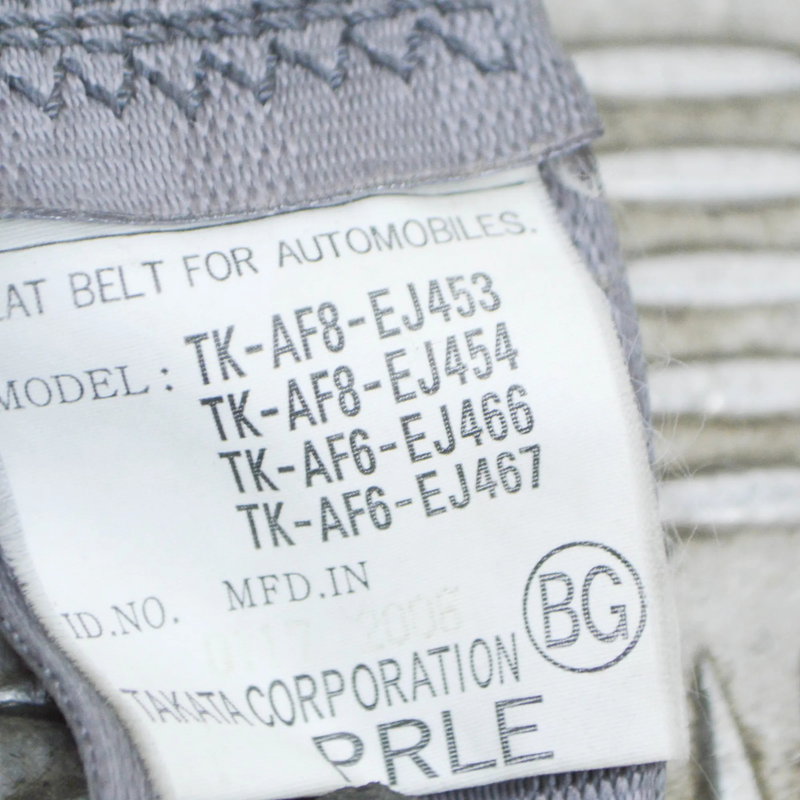 AT BELT FOR AUTOMOBILES.
MODEL: TK-AF8-EJ453
TK-AF8-EJ454
TK-AF6-EJ466
TK-AF6-EJ467
ID.NO. MFD.IN
BG
TAKATA CORPORATION
PRLE